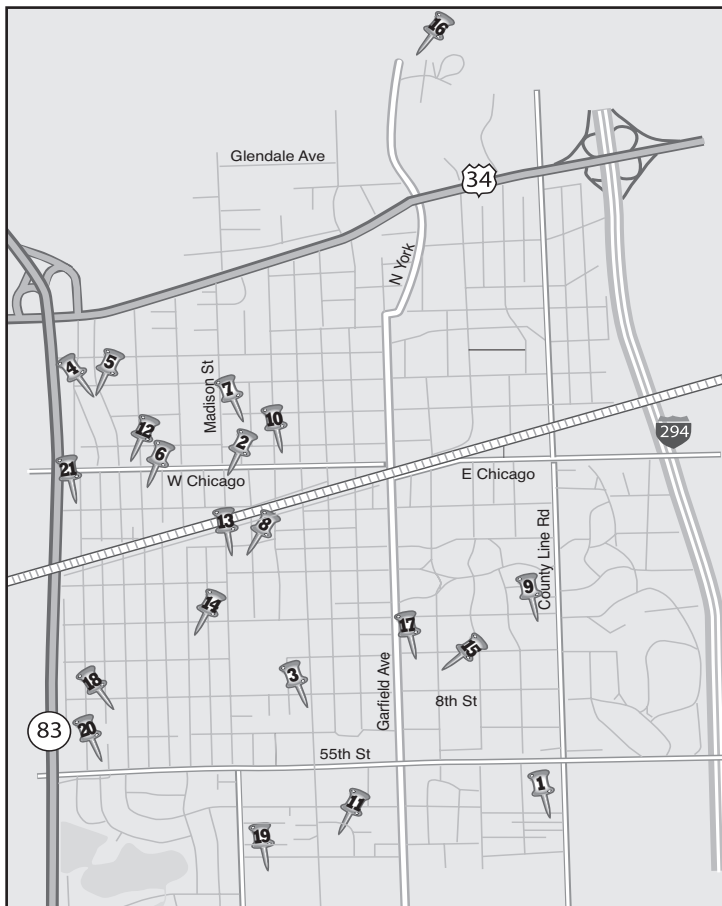 16
Glendale Ave
34
N York
4
5
Madison St
7
10
12
2
6
294
21
W Chicago
E Chicago
13
8
County Line Rd
9
14
17
15
3
18
Garfield Ave
8th St
20
83
55th St
1
11
19